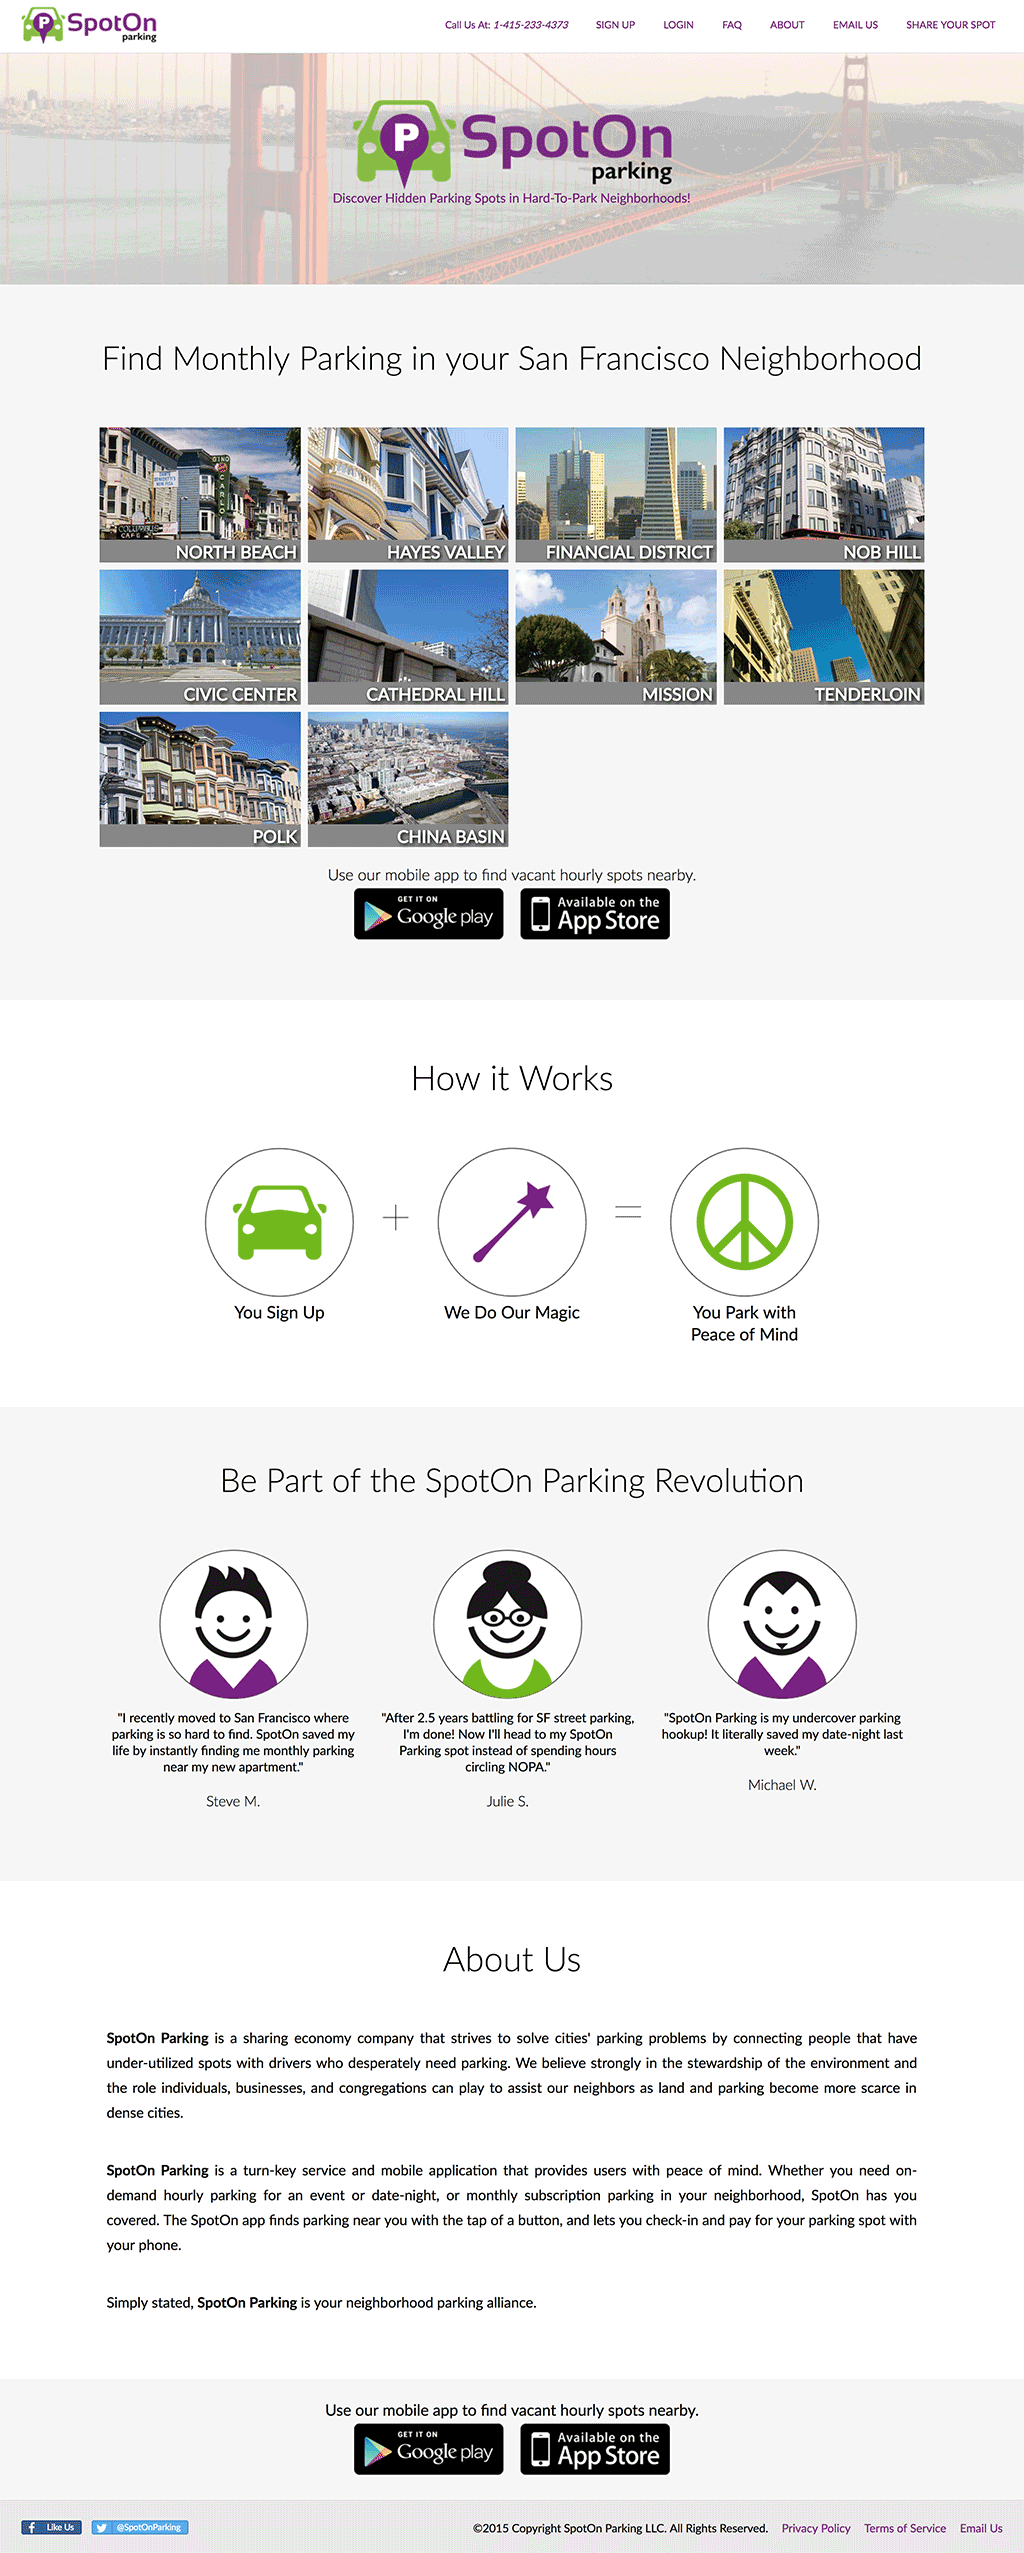 SpotOn
parking
Call Us At: 1-415-233-4373 SIGN UP LOGIN FAQ ABOUT EMAIL US SHARE YOUR SPOT
P SpotOn
parking
Discover Hidden Parking Spots in Hard-To-Park Neighborhoods!
Find Monthly Parking in your San Francisco Neighborhood
GINO
CARLO
COLUMBUS
CAFE
NORTH BEACH HAYES VALLEY FINANCIAL DISTRICT NOB HILL
CIVIC CENTER CATHEDRAL HILL MISSION TENDERLOIN
POLK CHINA BASIN
Use our mobile app to find vacant hourly spots nearby.
GET IT ON
Google play
Available on the
App Store
How it Works
You Sign Up
We Do Our Magic
You Park with
Peace of Mind
Be Part of the SpotOn Parking Revolution
"I recently moved to San Francisco where
parking is so hard to find. SpotOn saved my
life by instantly finding me monthly parking
near my new apartment."
Steve M.
"After 2.5 years battling for SF street parking,
I'm done! Now I'll head to my SpotOn
Parking spot instead of spending hours
circling NOPA."
Julie S.
"SpotOn Parking is my undercover parking
hookup! It literally saved my date-night last
week."
Michael W.
About Us
SpotOn Parking is a sharing economy company that strives to solve cities' parking problems by connecting people that have
under-utilized spots with drivers who desperately need parking. We believe strongly in the stewardship of the environment and
the role individuals, businesses, and congregations can play to assist our neighbors as land and parking become more scarce in
dense cities.
SpotOn Parking is a turn-key service and mobile application that provides users with peace of mind. Whether you need on-
demand hourly parking for an event or date-night, or monthly subscription parking in your neighborhood, SpotOn has you
covered. The SpotOn app finds parking near you with the tap of a button, and lets you check-in and pay for your parking spot with
your phone.
Simply stated, SpotOn Parking is your neighborhood parking alliance.
Use our mobile app to find vacant hourly spots nearby.
GET IT ON
Google play
Available on the
App Store
f Like Us @SpotOnParking ©2015 Copyright SpotOn Parking LLC. All Rights Reserved. Privacy Policy Terms of Service Email Us